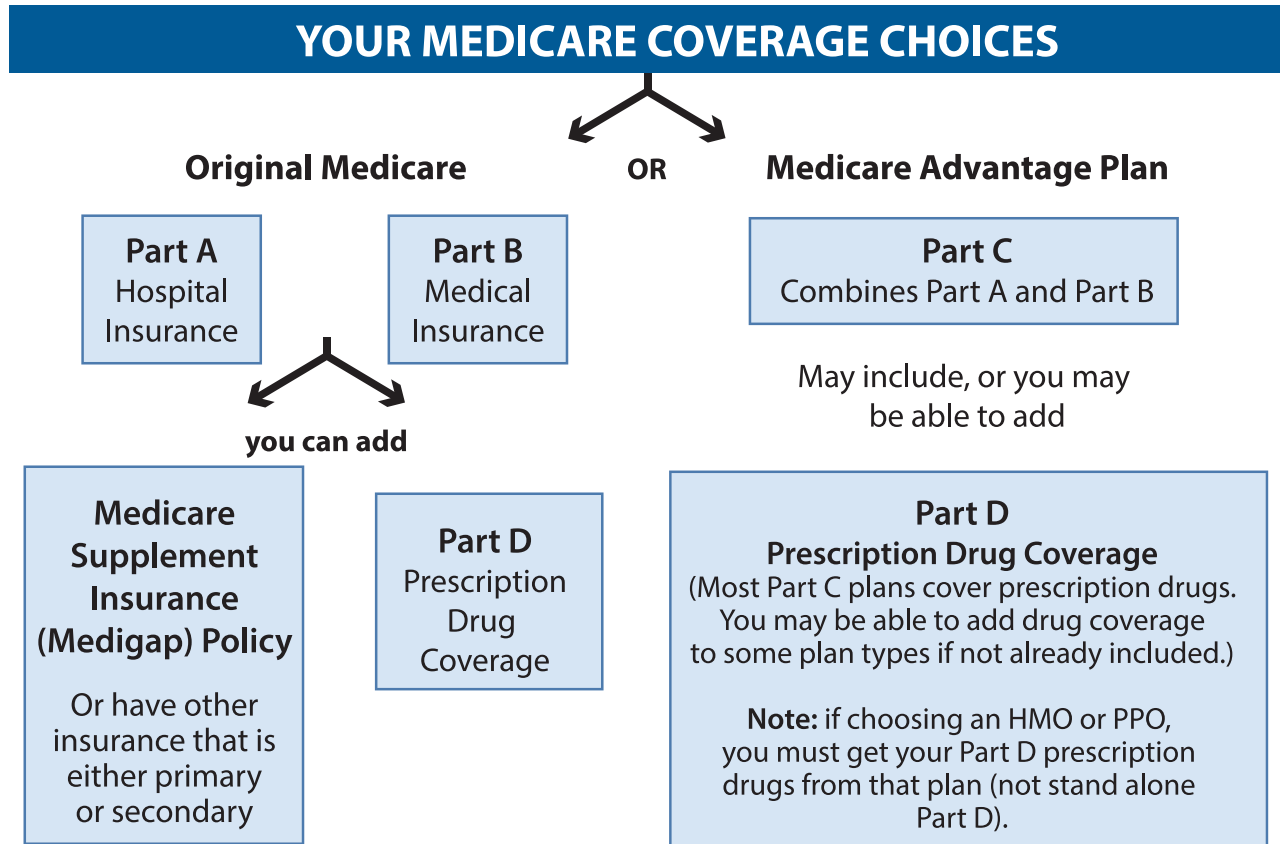 YOUR MEDICARE COVERAGE CHOICES
Original Medicare
OR
Medicare Advantage Plan
Part A
Hospital
Insurance
Part B
Medical
Insurance
Part C
Combines Part A and Part B
you can add
May include, or you may
be able to add
Medicare
Supplement
Insurance
(Medigap) Policy
Or have other
insurance that is
either primary
or secondary
Part D
Prescription
Drug
Coverage
Part D
Prescription Drug Coverage
(Most Part C plans cover prescription drugs.
You may be able to add drug coverage
to some plan types if not already included.)
Note: if choosing an HMO or PPO,
you must get your Part D prescription
drugs from that plan (not stand alone
Part D).